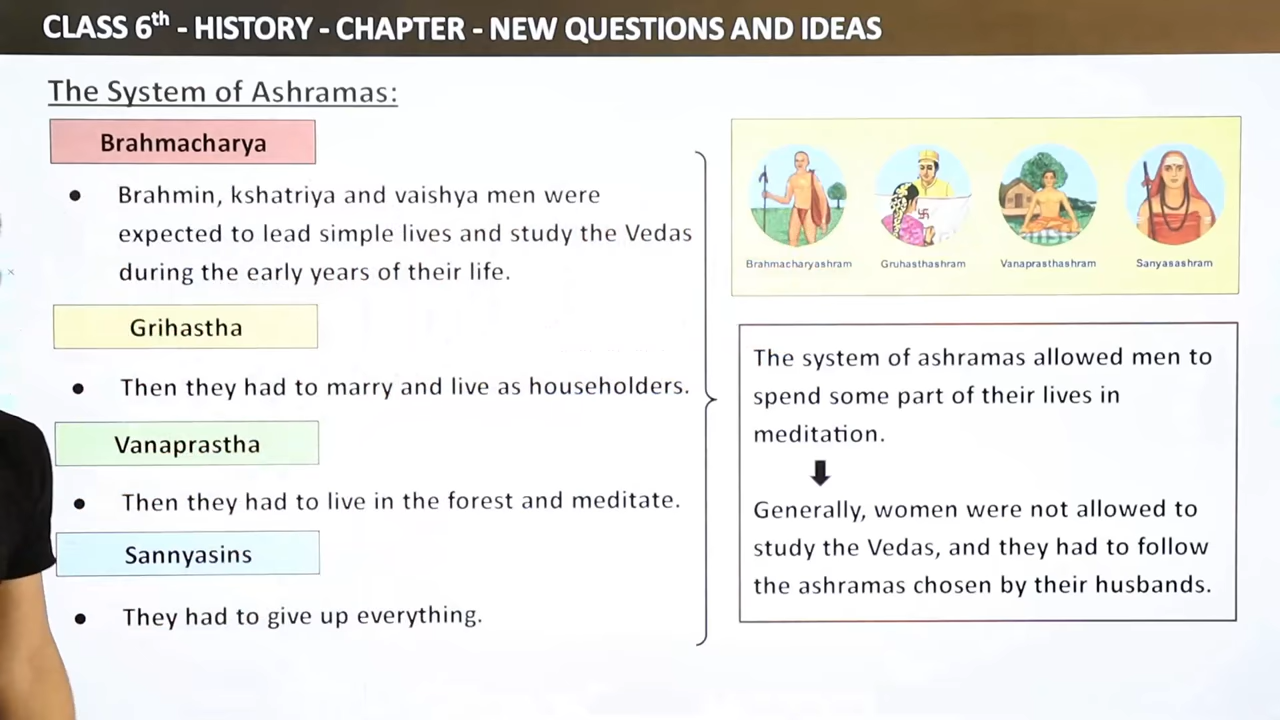 CLASS 6th - HISTORY - CHAPTER - NEW QUESTIONS AND IDEAS
The System of Ashramas:
Brahmacharya
● Brahmin, kshatriya and vaishya men were
expected to lead simple lives and study the Vedas
during the early years of their life.
Grihastha
● Then they had to marry and live as householders.
Vanaprastha
● Then they had to live in the forest and meditate.
Sannyasins
● They had to give up everything.
Brahmacharyashram Gruhasthashram Vanaprasthashram Sanyasashram
The system of ashramas allowed men to
spend some part of their lives in
meditation.
Generally, women were not allowed to
study the Vedas, and they had to follow
the ashramas chosen by their husbands.